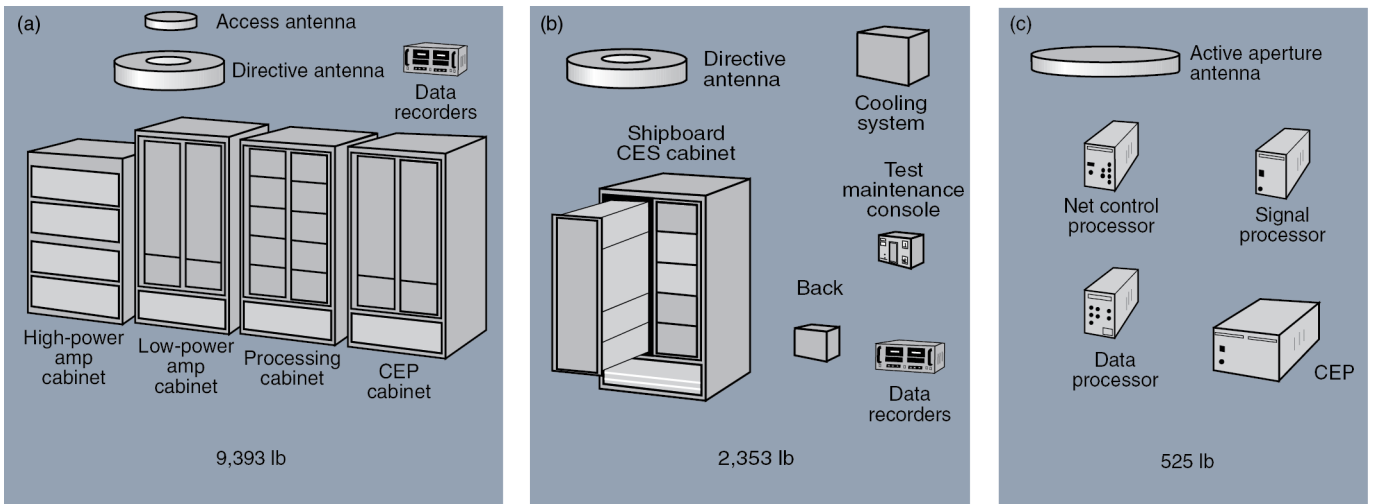 (a)
Access antenna
Directive antenna
Data
recorders
High-power
amp
cabinet
Low-power
amp
cabinet
Processing
cabinet
CEP
cabinet
9,393 lb
(b)
Directive
antenna
Cooling
system
Shipboard
CES cabinet
Test
maintenance
console
Back
Data
recorders
2,353 lb
(c)
Active aperture
antenna
Net control
processor
Signal
processor
Data
processor
CEP
525 lb